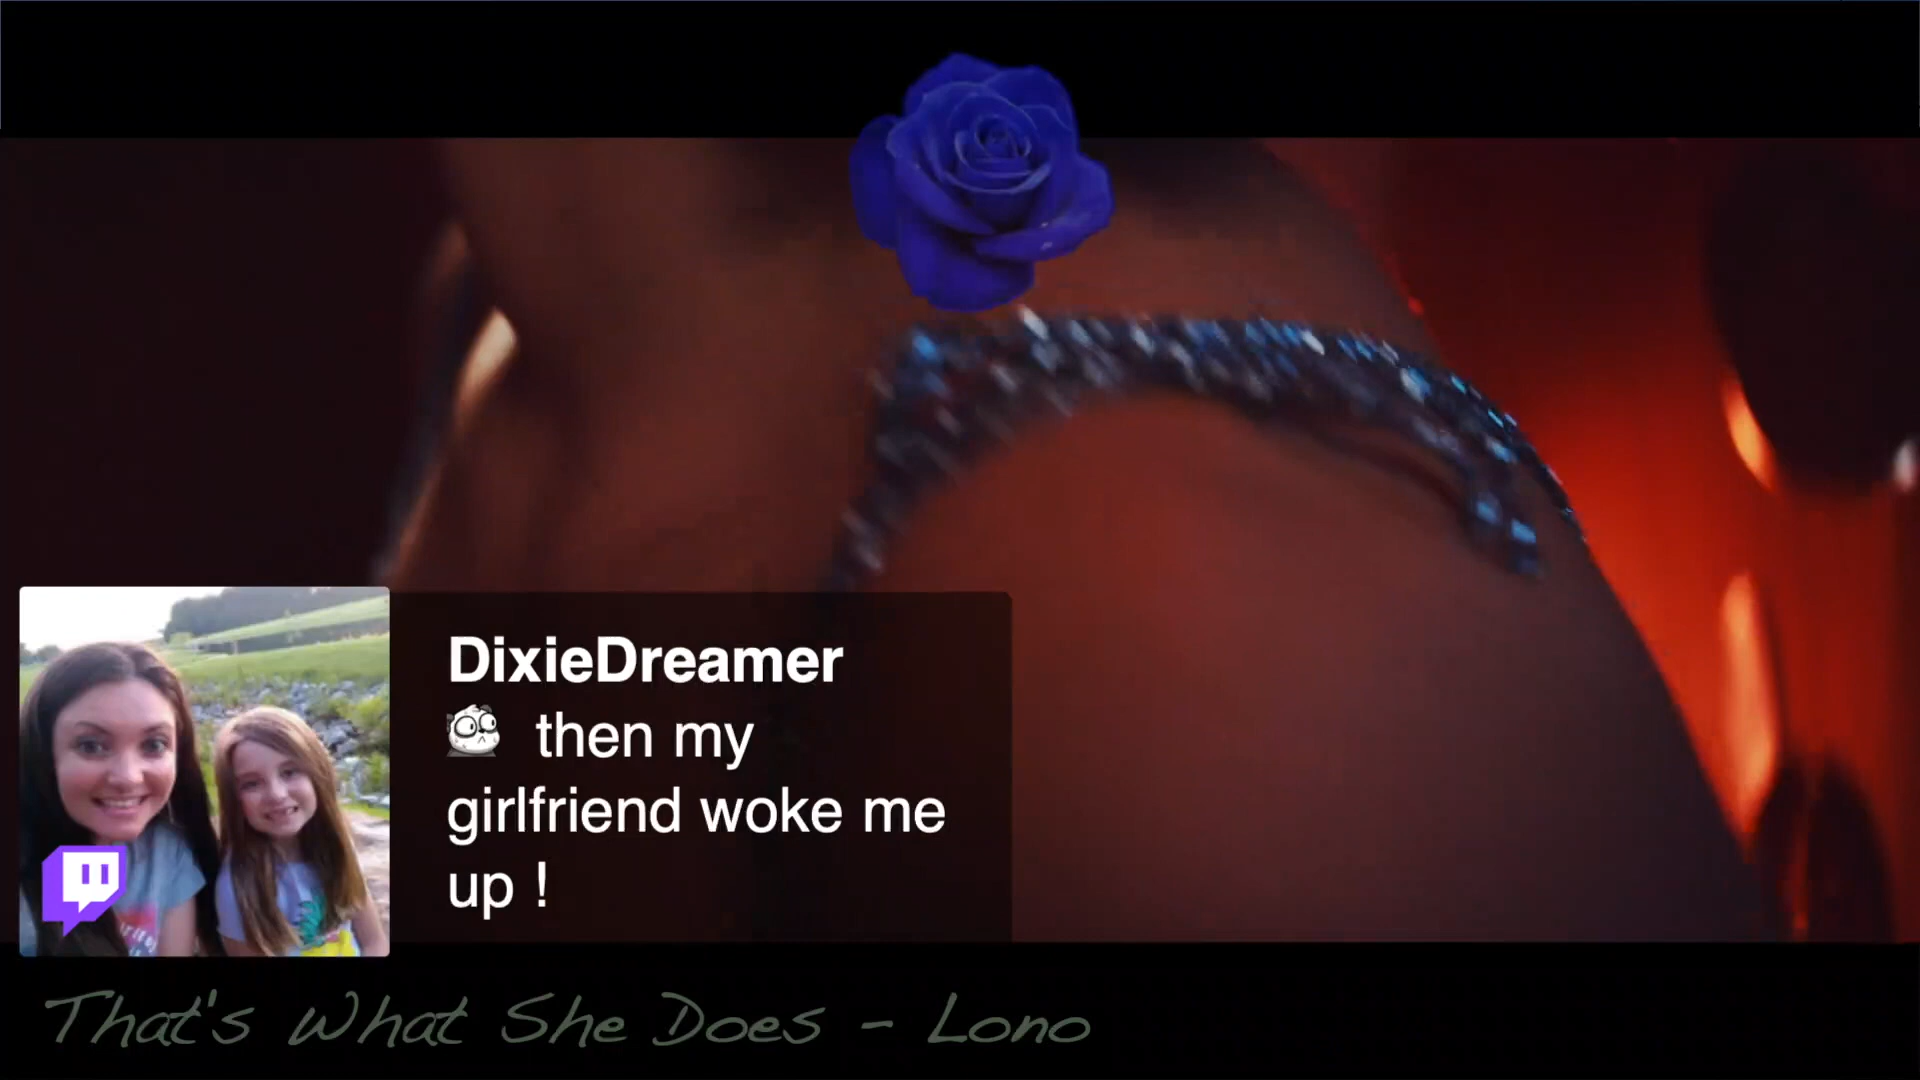 DixieDreamer
then my
girlfriend woke me
up !
That's What She Does - Lono